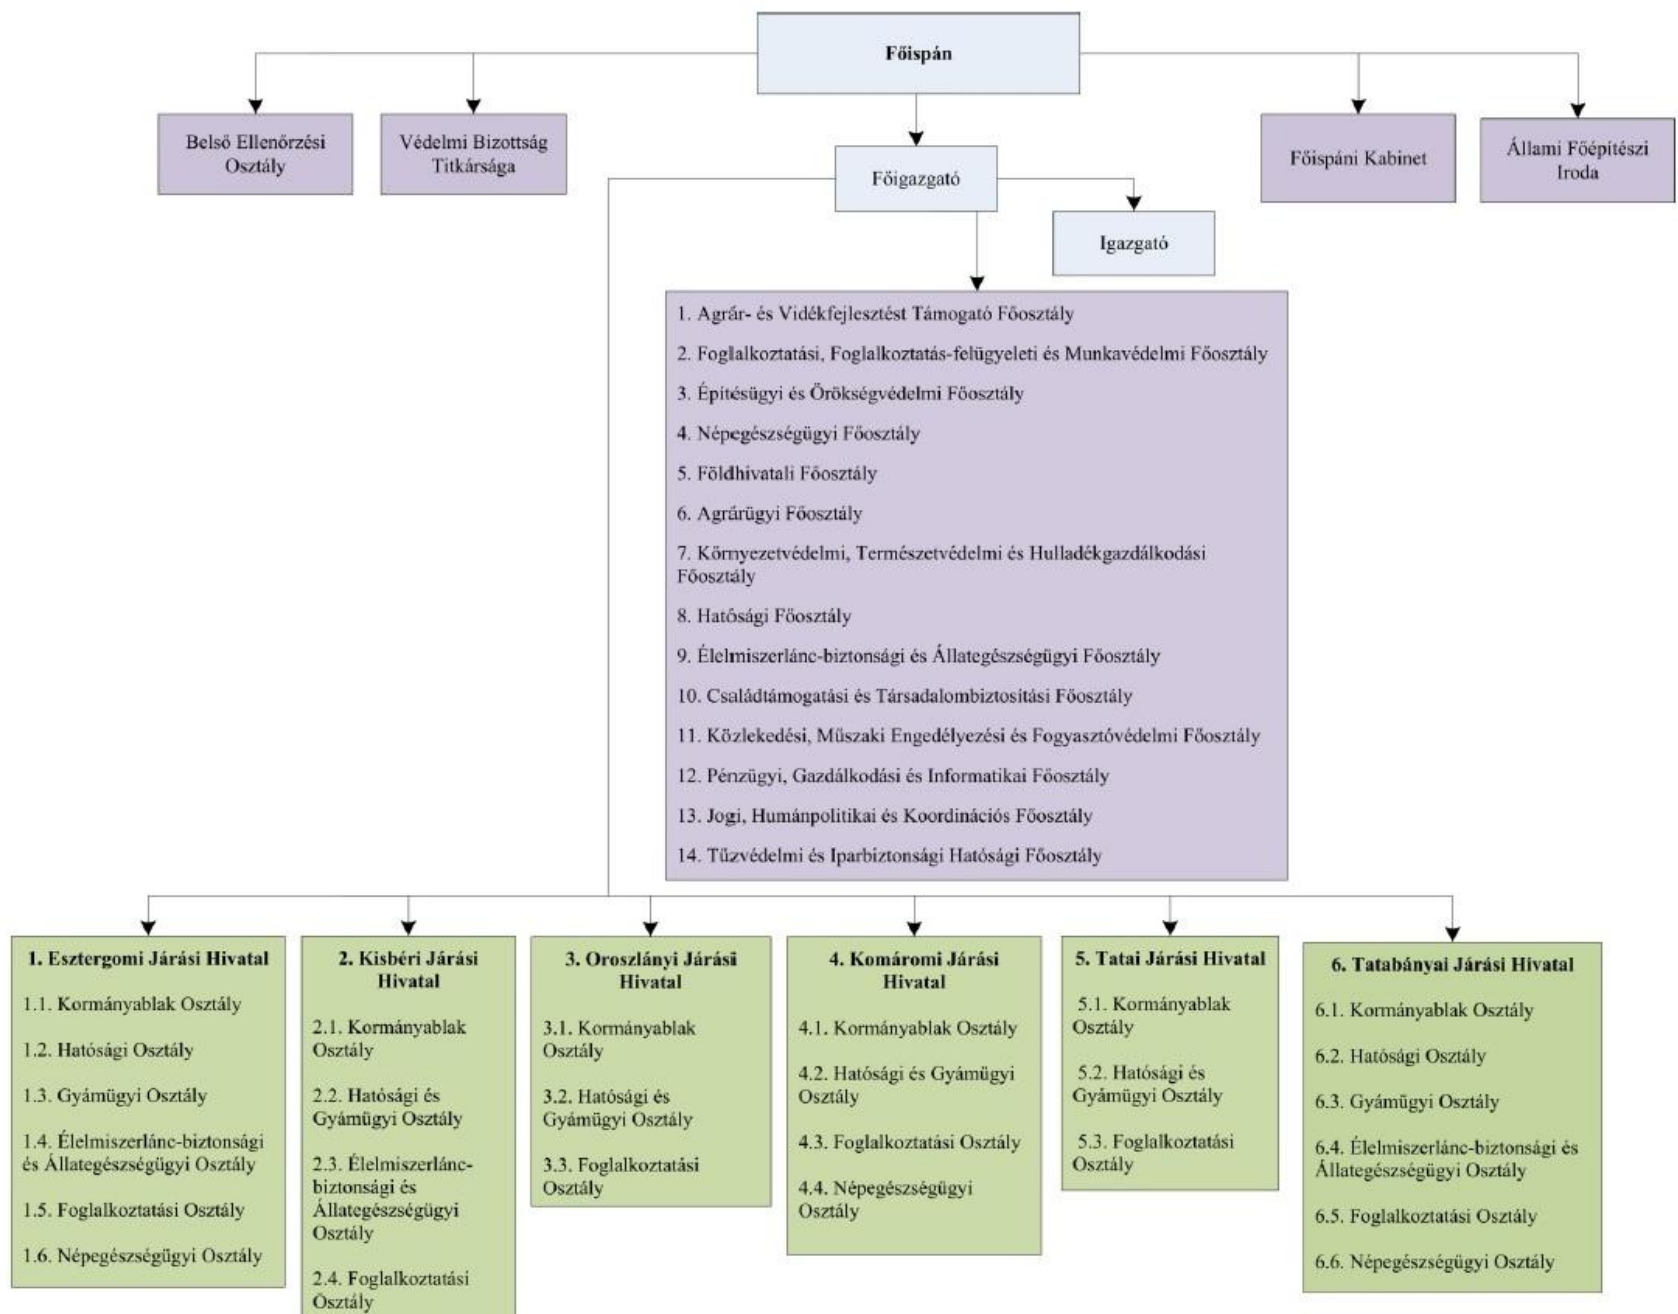 Főispán
Belső Ellenőrzési
Osztály
Védelmi Bizottság
Titkársága
Főispáni Kabinet
Állami Főépítészi
Iroda
Főigazgató
Igazgató
1. Agrár- és Vidékfejlesztést Támogató Főosztály
2. Foglalkoztatási, Foglalkoztatás-felügyeleti és Munkavédelmi Főosztály
3. Építésügyi és Örökségvédelmi Főosztály
4. Népegészségügyi Főosztály
5. Földhivatali Főosztály
6. Agrárügyi Főosztály
7. Környezetvédelmi, Természetvédelmi és Hulladékgazdálkodási
Főosztály
8. Hatósági Főosztály
9. Élelmiszerlánc-biztonsági és Állategészségügyi Főosztály
10. Családtámogatási és Társadalombiztosítási Főosztály
11. Közlekedési, Műszaki Engedélyezési és Fogyasztóvédelmi Főosztály
12. Pénzügyi, Gazdálkodási és Informatikai Főosztály
13. Jogi, Humánpolitikai és Koordinációs Főosztály
14. Tűzvédelmi és Iparbiztonsági Hatósági Főosztály
1. Esztergomi Járási Hivatal
1.1. Kormányablak Osztály
1.2. Hatósági Osztály
1.3. Gyámügyi Osztály
1.4. Élelmiszerlánc-biztonsági
és Állategészségügyi Osztály
1.5. Foglalkoztatási Osztály
1.6. Népegészségügyi Osztály
2. Kisbéri Járási
Hivatal
2.1. Kormányablak
Osztály
2.2. Hatósági és
Gyámügyi Osztály
2.3. Élelmiszerlánc-
biztonsági és
Állategészségügyi
Osztály
2.4. Foglalkoztatási
Osztály
3. Oroszlányi Járási
Hivatal
3.1. Kormányablak
Osztály
3.2. Hatósági és
Gyámügyi Osztály
3.3. Foglalkoztatási
Osztály
4. Komáromi Járási
Hivatal
4.1. Kormányablak Osztály
4.2. Hatósági és Gyámügyi
Osztály
4.3. Foglalkoztatási Osztály
4.4. Népegészségügyi
Osztály
5. Tatai Járási Hivatal
5.1. Kormányablak
Osztály
5.2. Hatósági és
Gyámügyi Osztály
5.3. Foglalkoztatási
Osztály
6. Tatabányai Járási Hivatal
6.1. Kormányablak Osztály
6.2. Hatósági Osztály
6.3. Gyámügyi Osztály
6.4. Élelmiszerlánc-biztonsági és
Állategészségügyi Osztály
6.5. Foglalkoztatási Osztály
6.6. Népegészségügyi Osztály